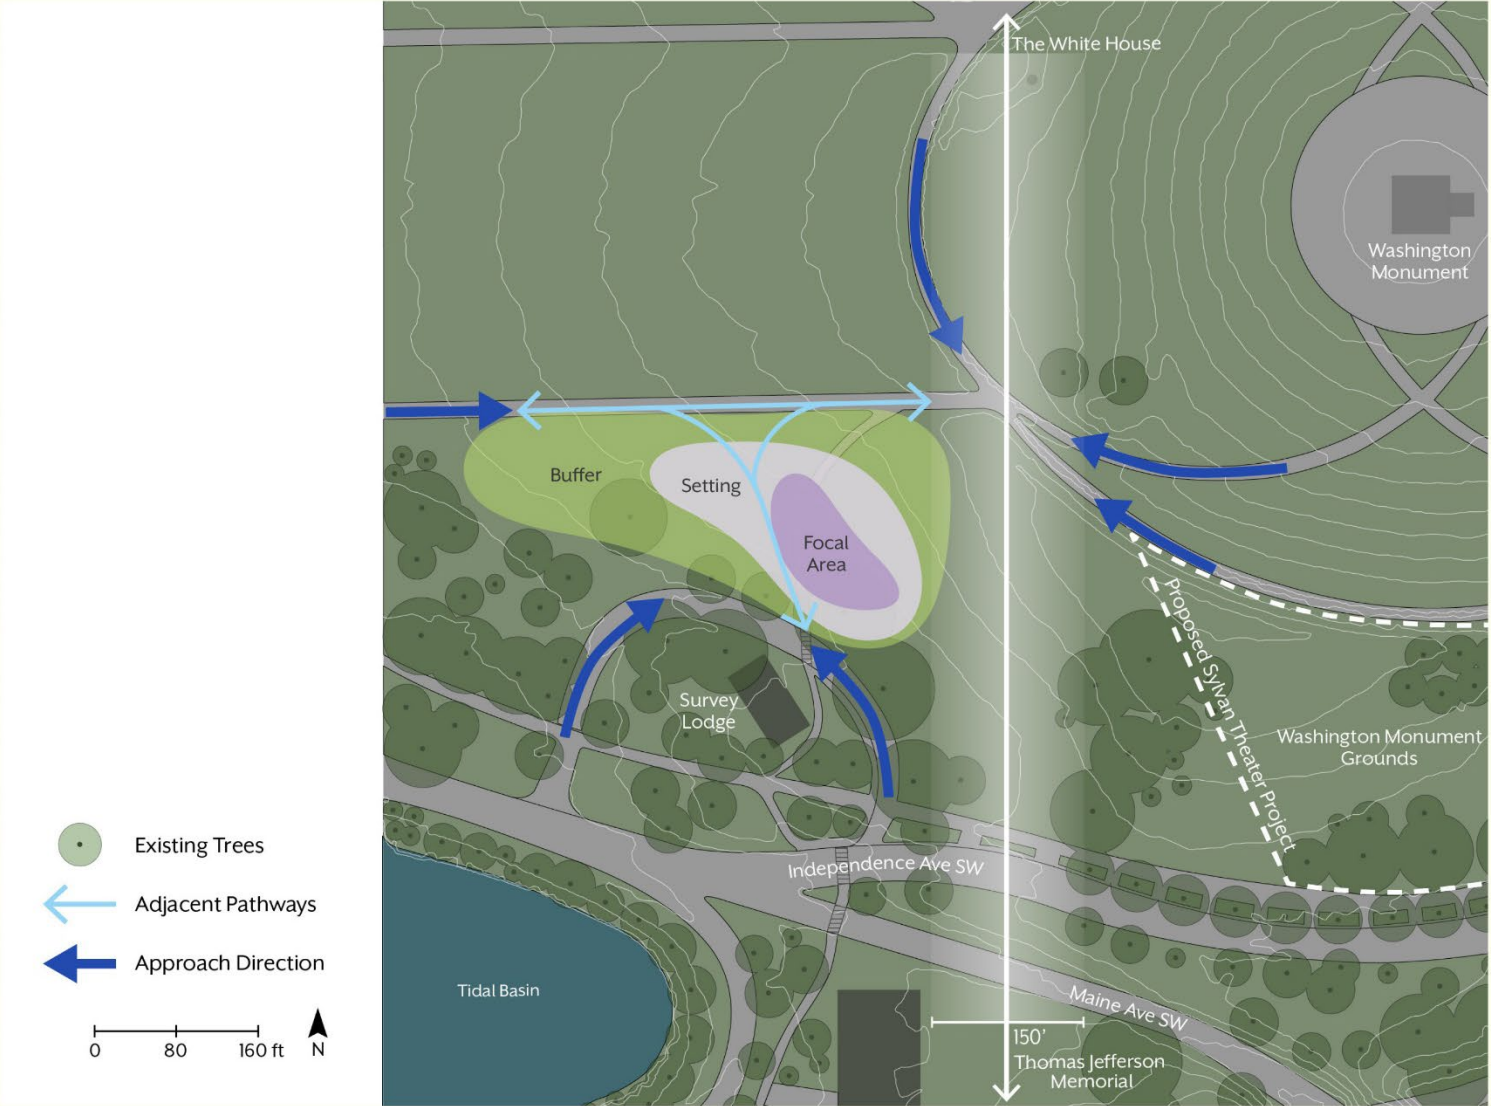 The White House
Washington
Monument
Buffer
Setting
Focal
Area
Proposed Sylvan Theater Project
Survey
Lodge
Washington Monument
Grounds
Existing Trees
Independence Ave SW
Adjacent Pathways
Approach Direction
Tidal Basin
Maine Ave SW
150'
Thomas Jefferson
Memorial
0 80 160 ft N